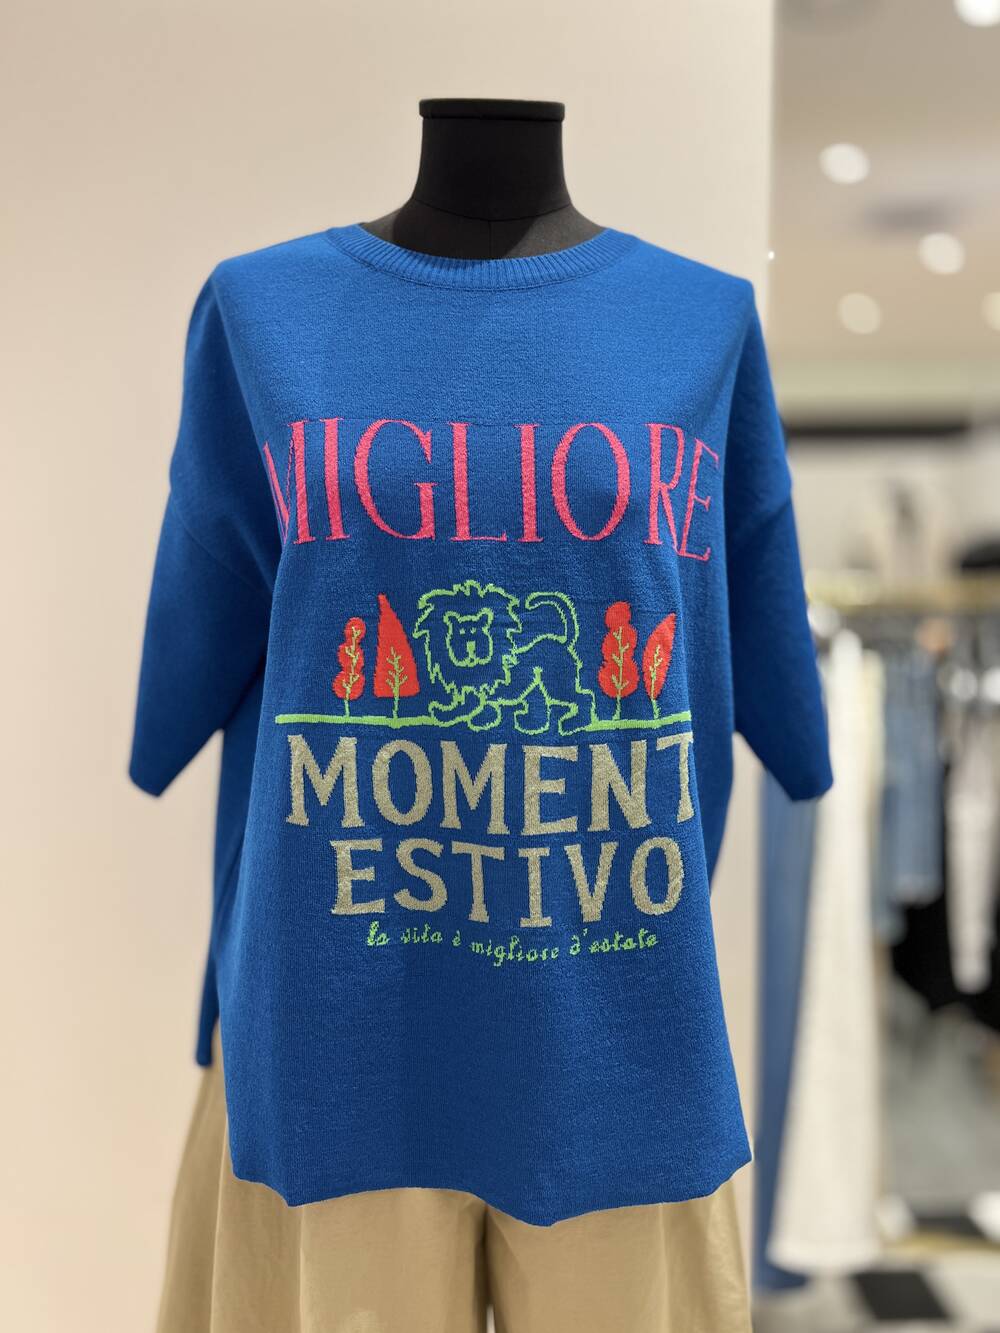 MIGLIORE
MOMENT
ESTIVO
la vita è migliore d'estate